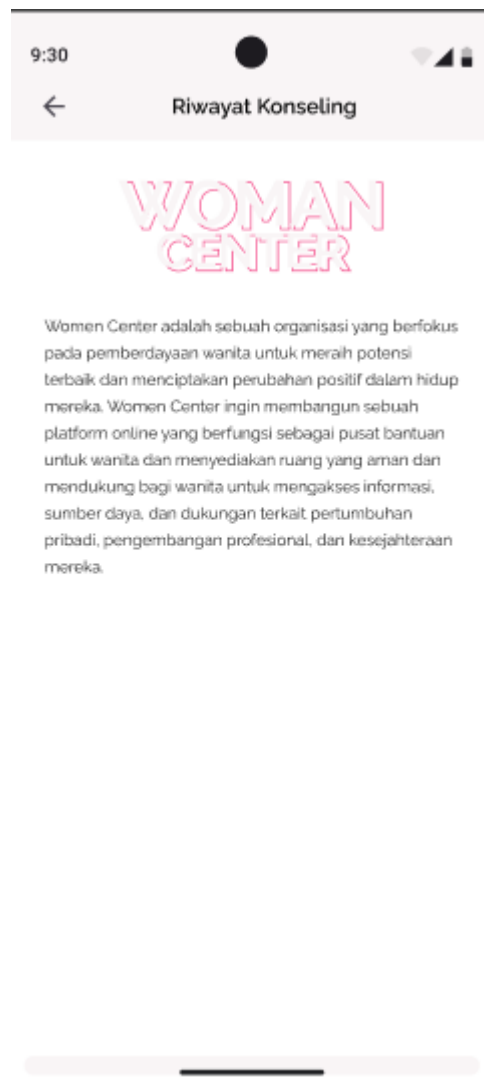 9:30
Riwayat Konseling
WOMAN
CENTER
Women Center adalah sebuah organisasi yang berfokus
pada pemberdayaan wanita untuk meraih potensi
terbaik dan menciptakan perubahan positif dalam hidup
mereka. Women Center ingin membangun sebuah
platform online yang berfungsi sebagai pusat bantuan
untuk wanita dan menyediakan ruang yang aman dan
mendukung bagi wanita untuk mengakses informasi,
sumber daya, dan dukungan terkait pertumbuhan
pribadi, pengembangan profesional, dan kesejahteraan
mereka.